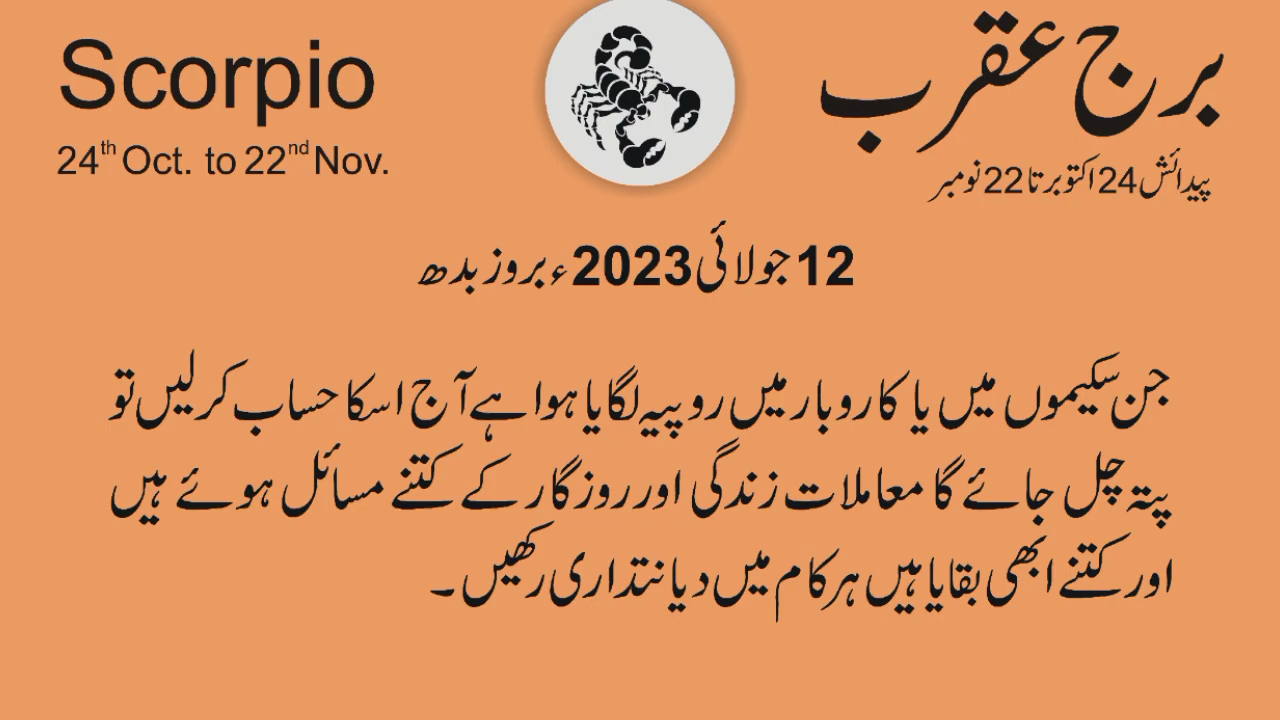 Scorpio
24th Oct. to 22nd Nov.
برج عقرب
پیدائش 24 اکتوبر تا 22 نومبر
12 جولائی 2023ء بروز بدھ
جن سکیموں میں یا کاروبار میں روپیہ لگایا ہوا ہے آج اسکا حساب کرلیں تو
پتہ چل جائے گا معاملات زندگی اور روزگار کے کتنے مسائل ہوئے ہیں
اور کتنے ابھی بقایا ہیں ہر کام میں دیانتداری رکھیں۔